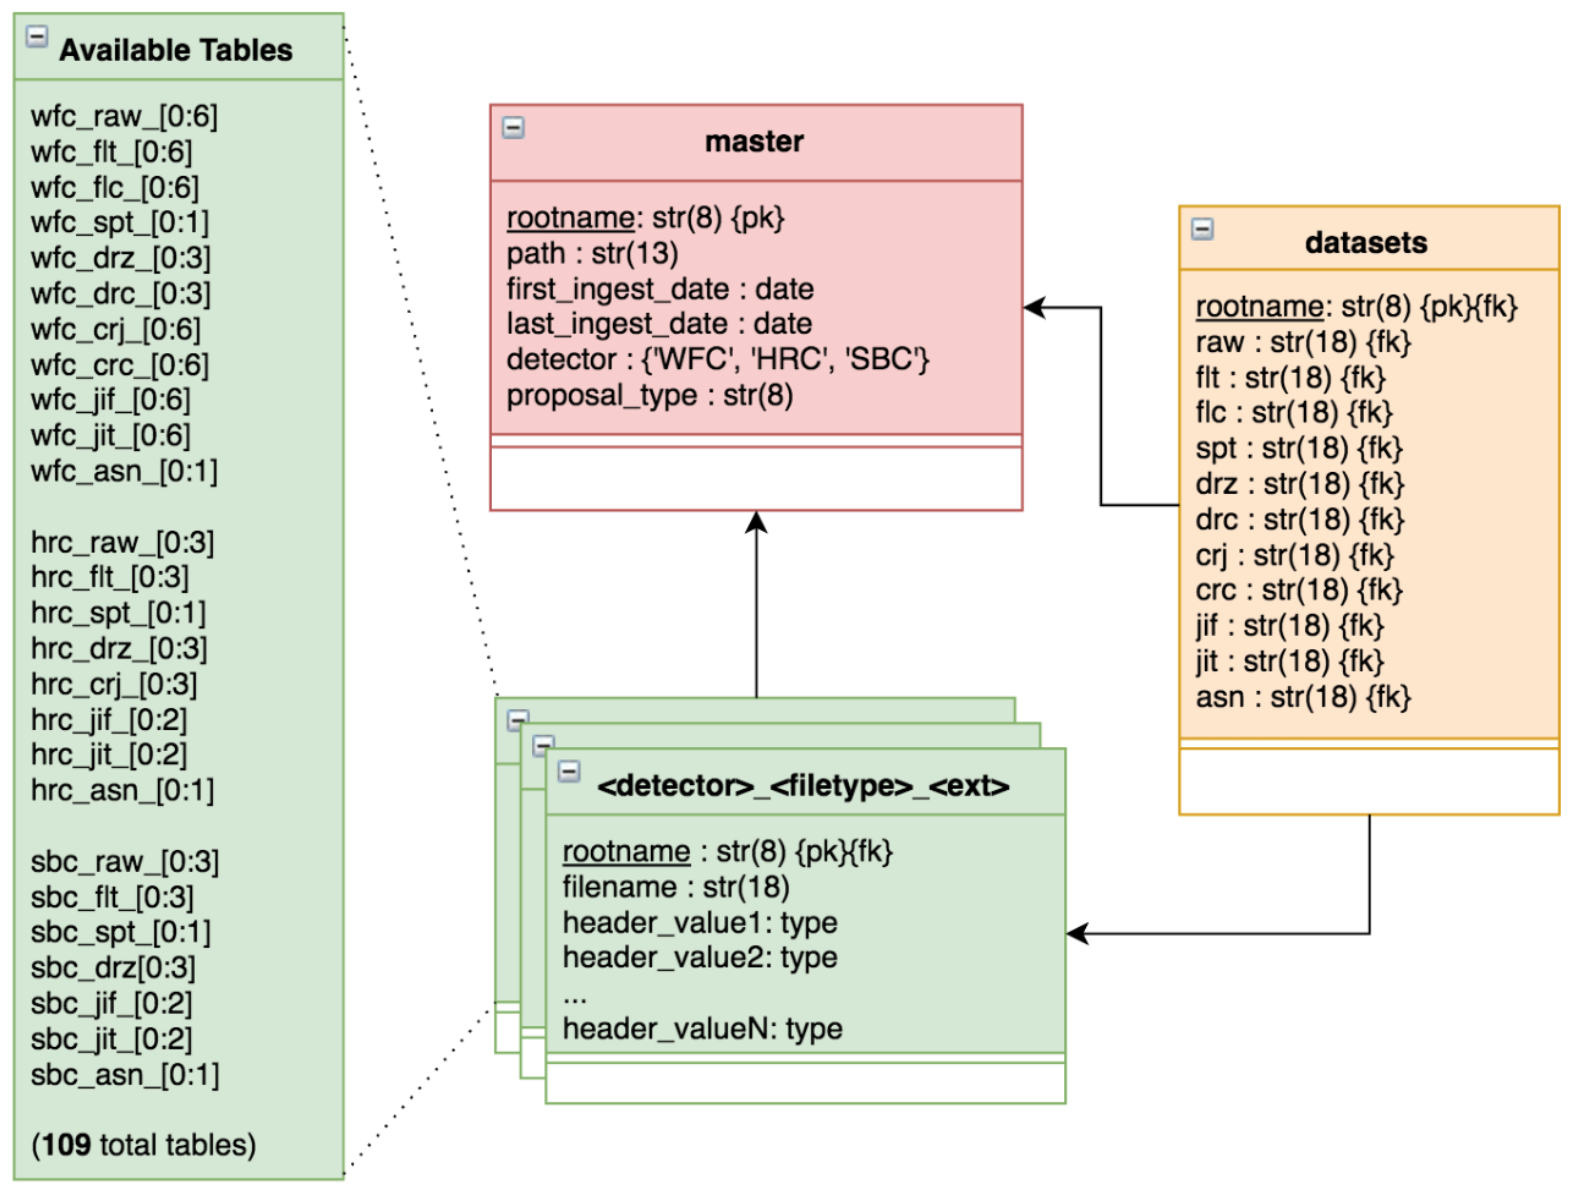 Available Tables
wfc_raw_[0:6]
wfc_flt_[0:6]
wfc_flc_[0:6]
wfc_spt_[0:1]
wfc_drz_[0:3]
wfc_drc_[0:3]
wfc_crj_[0:6]
wfc_crc_[0:6]
wfc_jif_[0:6]
wfc_jit_[0:6]
wfc_asn_[0:1]
hrc_raw_[0:3]
hrc_flt_[0:3]
hrc_spt_[0:1]
hrc_drz_[0:3]
hrc_crj_[0:3]
hrc_jif_[0:2]
hrc_jit_[0:2]
hrc_asn_[0:1]
sbc_raw_[0:3]
sbc_flt_[0:3]
sbc_spt_[0:1]
sbc_drz[0:3]
sbc_jif_[0:2]
sbc_jit_[0:2]
sbc_asn_[0:1]
(109 total tables)
master
rootname: str(8) {pk}
path : str(13)
first_ingest_date : date
last_ingest_date : date
detector : {'WFC', 'HRC', 'SBC'}
proposal_type : str(8)
datasets
rootname: str(8) {pk}{fk}
raw : str(18) {fk}
flt : str(18) {fk}
flc : str(18) {fk}
spt : str(18) {fk}
drz : str(18) {fk}
drc : str(18) {fk}
crj : str(18) {fk}
crc : str(18) {fk}
jif : str(18) {fk}
jit : str(18) {fk}
asn : str(18) {fk}
<detector>_<filetype>_<ext>
rootname : str(8) {pk}{fk}
filename : str(18)
header_value1: type
header_value2: type
...
header_valueN: type